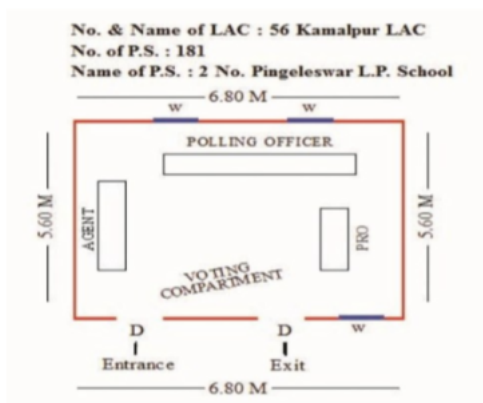 No. & Name of LAC : 56 Kamalpur LAC
No. of P.S. : 181
Name of P.S. : 2 No. Pingeleswar L.P. School
6.80 M
W W
POLLING OFFICER
5.60 M
AGENT
PRO
5.60 M
VOTING
COMPARTMENT
D D W
Entrance Exit
6.80 M